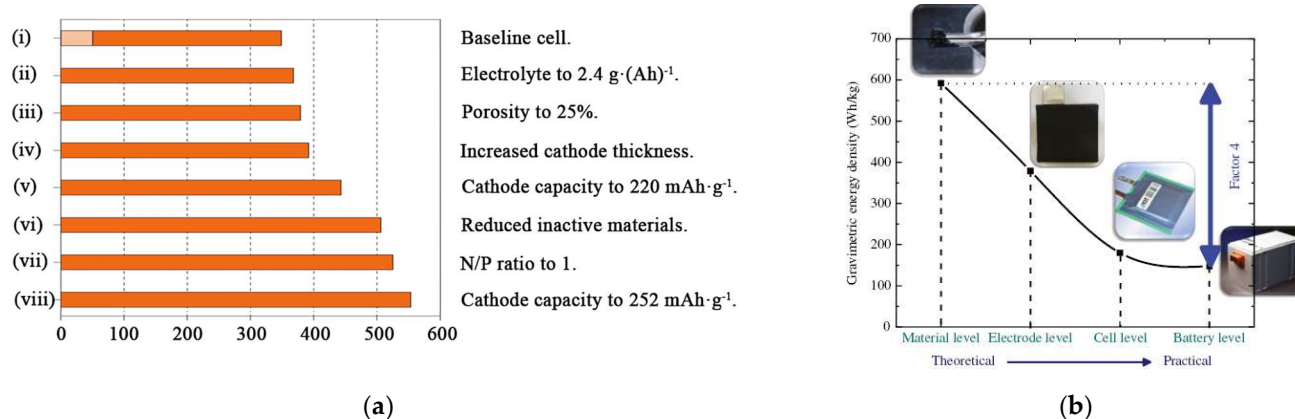 (i) Baseline cell.
(ii) Electrolyte to 2.4 g·(Ah)-1.
(iii) Porosity to 25%.
(iv) Increased cathode thickness.
(v) Cathode capacity to 220 mAh·g-1.
(vi) Reduced inactive materials.
(vii) N/P ratio to 1.
(viii) Cathode capacity to 252 mAh·g-1.
0 100 200 300 400 500 600
(a)
Gravimetric energy density (Wh/kg)
700
600
500
400
300
200
100
0
Factor 4
Material level Electrode level Cell level Battery level
Theoretical Practical
(b)